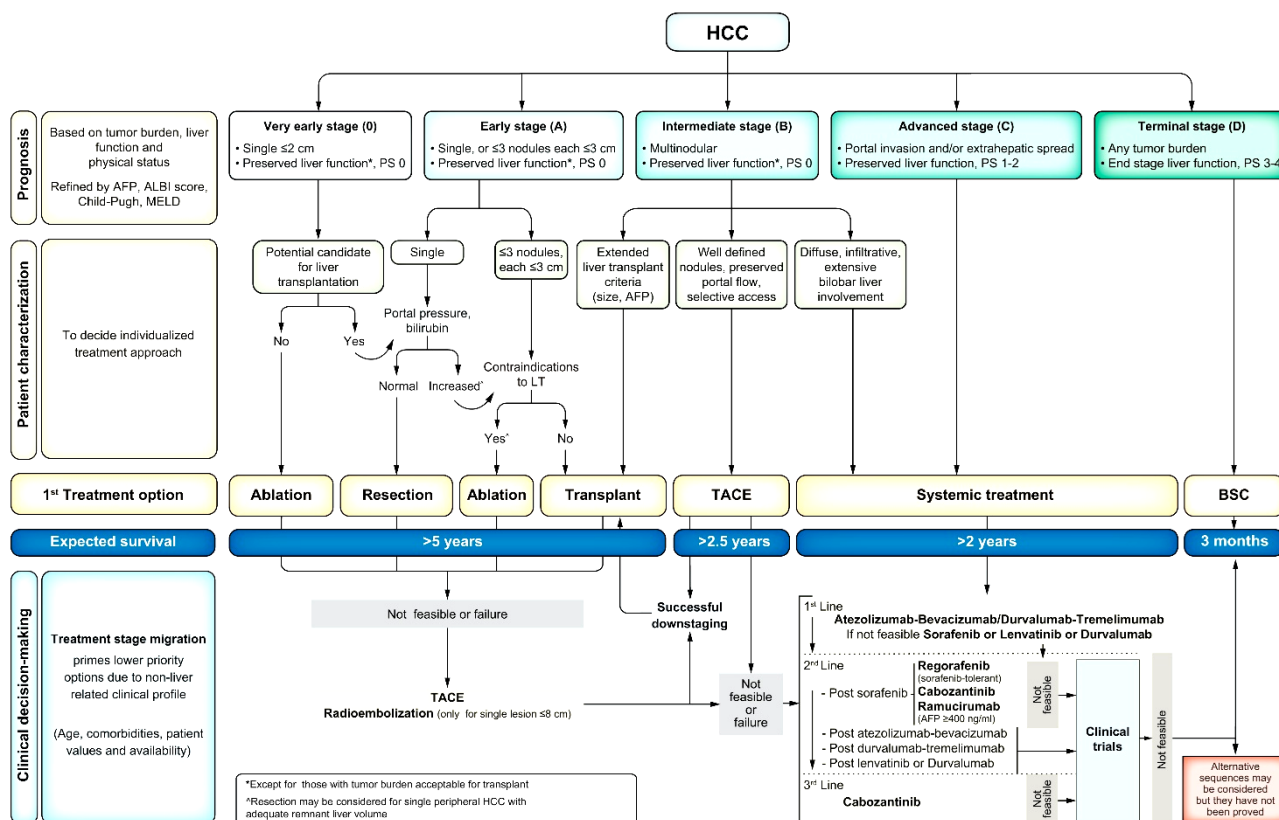 HCC
Prognosis
Based on tumor burden, liver
function and
physical status
Refined by AFP, ALBI score,
Child-Pugh, MELD
Very early stage (0)
• Single ≤2 cm
• Preserved liver function*, PS 0
Early stage (A)
• Single, or ≤3 nodules each ≤3 cm
• Preserved liver function*, PS 0
Intermediate stage (B)
• Multinodular
• Preserved liver function*, PS 0
Advanced stage (C)
• Portal invasion and/or extrahepatic spread
• Preserved liver function, PS 1-2
Terminal stage (D)
• Any tumor burden
• End stage liver function, PS 3-4
Patient characterization
To decide individualized
treatment approach
Potential candidate
for liver
transplantation
Single
≤3 nodules,
each ≤3 cm
Extended
liver transplant
criteria
(size, AFP)
Well defined
nodules, preserved
portal flow,
selective access
Diffuse, infiltrative,
extensive
bilobar liver
involvement
No
Yes
Portal pressure,
bilirubin
Normal
Increased^
Contraindications
to LT
Yes^
No
1st Treatment option
Ablation
Resection
Ablation
Transplant
TACE
Systemic treatment
BSC
Expected survival
>5 years
>2.5 years
>2 years
3 months
Clinical decision-making
Treatment stage migration
primes lower priority
options due to non-liver
related clinical profile
(Age, comorbidities, patient
values and availability)
Not feasible or failure
Successful
downstaging
TACE
Radioembolization (only for single lesion ≤8 cm)
Not
feasible
or
failure
1st Line
Atezolizumab-Bevacizumab/Durvalumab-Tremelimumab
If not feasible Sorafenib or Lenvatinib or Durvalumab
2nd Line
- Post sorafenib
Regorafenib
(sorafenib-tolerant)
Cabozantinib
Ramucirumab
(AFP ≥400 ng/ml)
- Post atezolizumab-bevacizumab
- Post durvalumab-tremelimumab
- Post lenvatinib or Durvalumab
3rd Line
Cabozantinib
Not
feasible
Not
feasible
Clinical
trials
Not feasible
Alternative
sequences may
be considered
but they have not
been proved
*Except for those with tumor burden acceptable for transplant
^Resection may be considered for single peripheral HCC with
adequate remnant liver volume